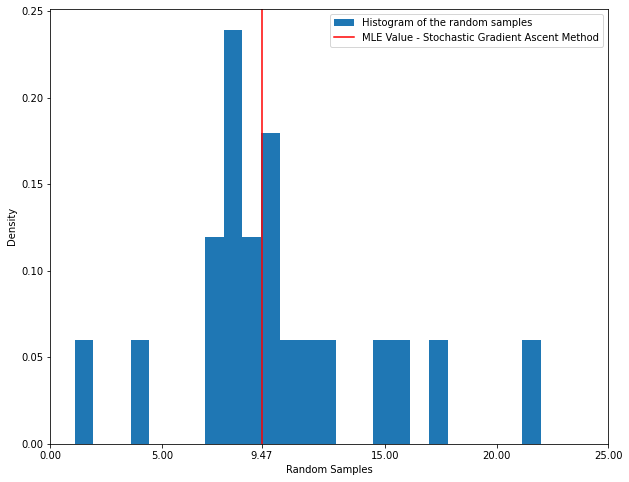 Histogram of the random samples
MLE Value - Stochastic Gradient Ascent Method
0.25
0.20
0.15
0.10
0.05
0.00
Density
0.00 5.00 9.47 15.00 20.00 25.00
Random Samples